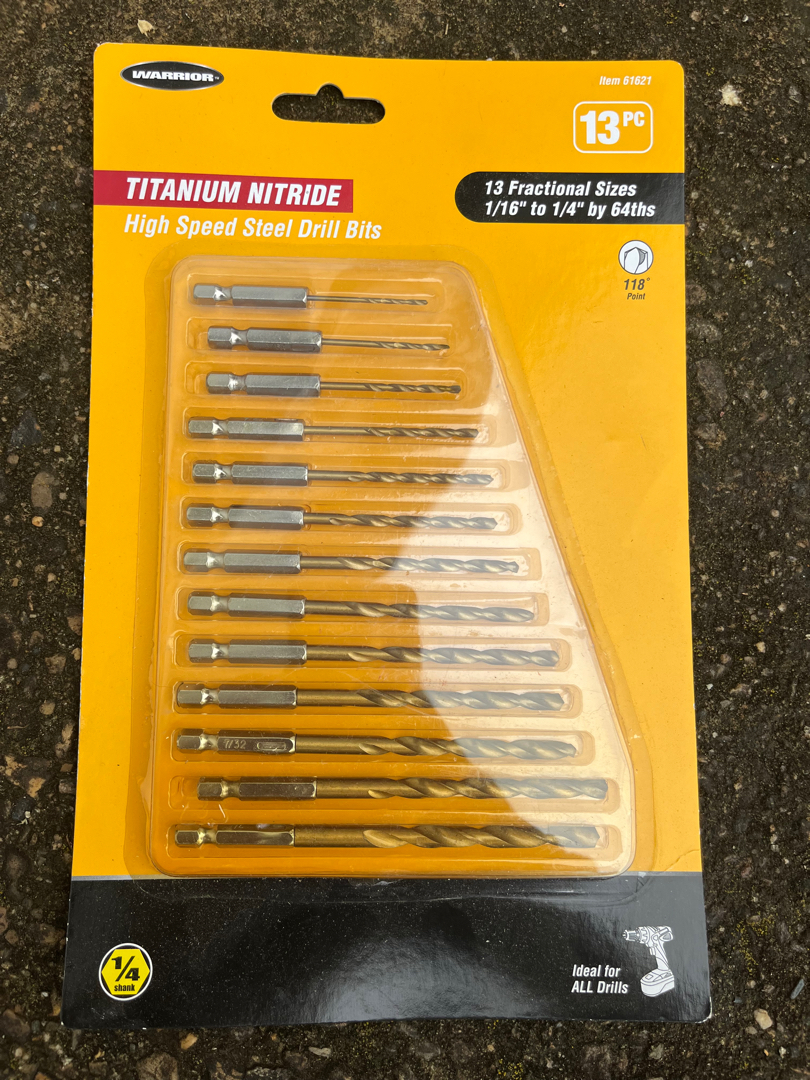 WARRIOR™
Item 61621
13 PC
TITANIUM NITRIDE
High Speed Steel Drill Bits
13 Fractional Sizes
1/16" to 1/4" by 64ths
118°
Point
7/32
1/4
shank
Ideal for
ALL Drills